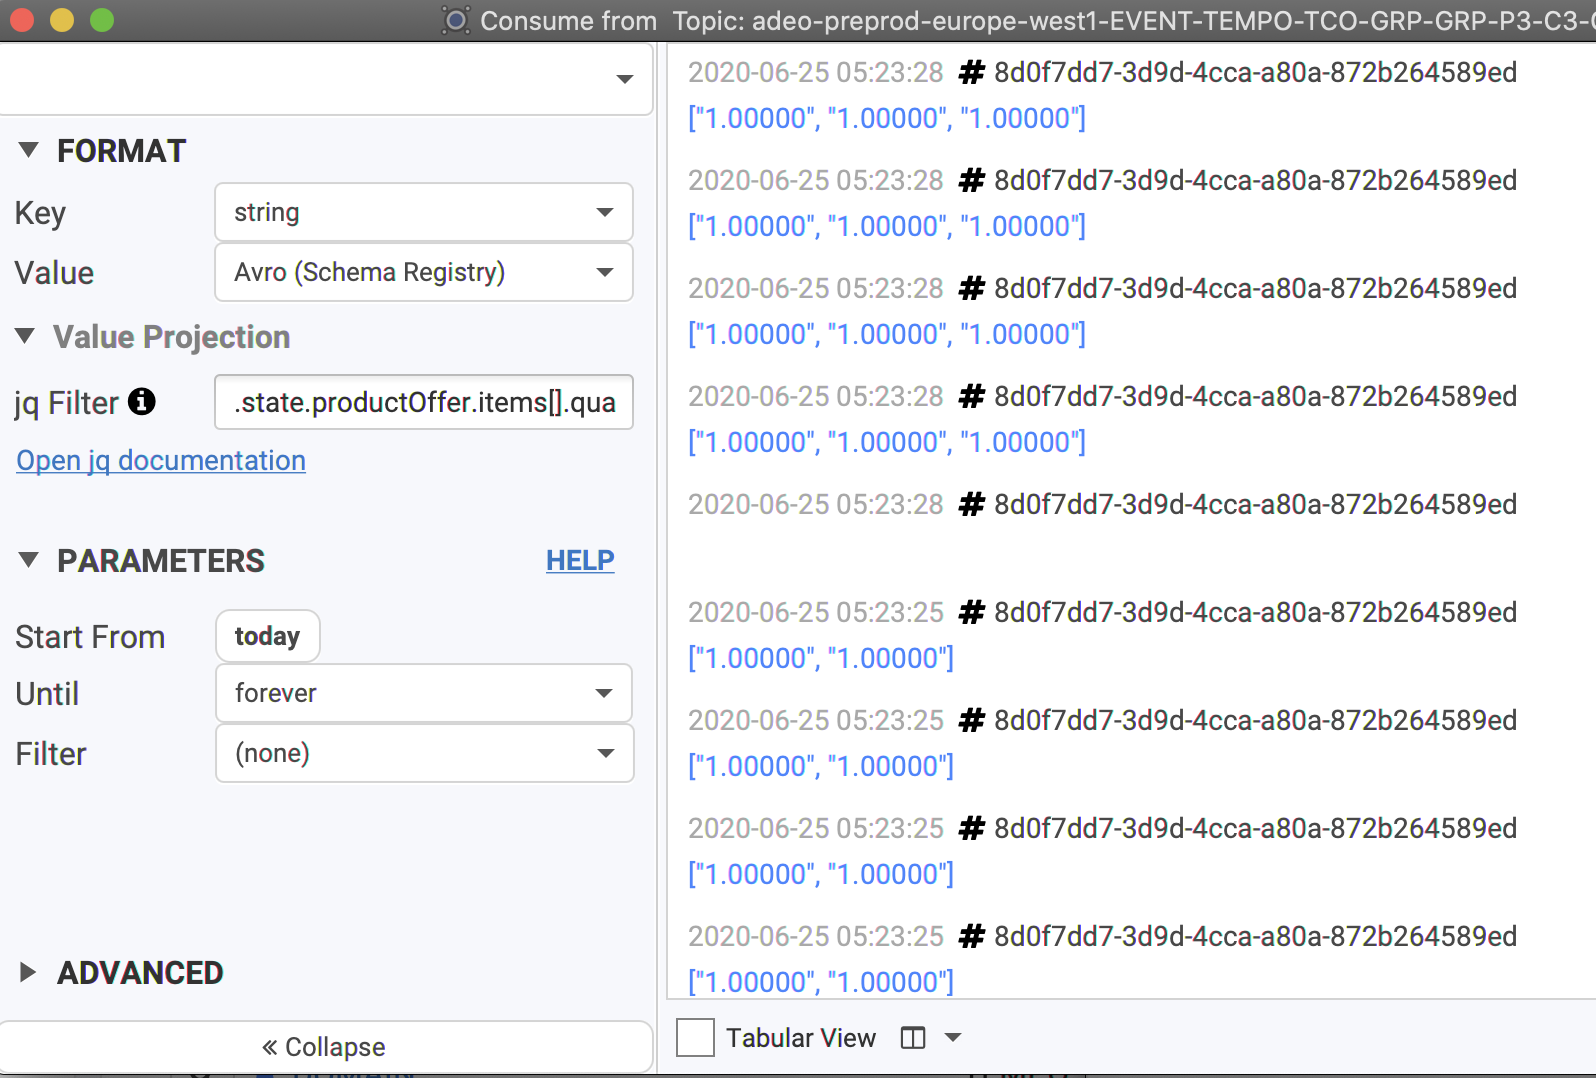 Consume from Topic: adeo-preprod-europe-west1-EVENT-TEMPO-TCO-GRP-GRP-P3-C3-
FORMAT
Key string
Value Avro (Schema Registry)
Value Projection
jq Filter .state.productOffer.items[].qua
Open jq documentation
PARAMETERS HELP
Start From today
Until forever
Filter (none)
ADVANCED
« Collapse
2020-06-25 05:23:28 # 8d0f7dd7-3d9d-4cca-a80a-872b264589ed
["1.00000", "1.00000", "1.00000"]
2020-06-25 05:23:28 # 8d0f7dd7-3d9d-4cca-a80a-872b264589ed
["1.00000", "1.00000", "1.00000"]
2020-06-25 05:23:28 # 8d0f7dd7-3d9d-4cca-a80a-872b264589ed
["1.00000", "1.00000", "1.00000"]
2020-06-25 05:23:28 # 8d0f7dd7-3d9d-4cca-a80a-872b264589ed
["1.00000", "1.00000", "1.00000"]
2020-06-25 05:23:28 # 8d0f7dd7-3d9d-4cca-a80a-872b264589ed
2020-06-25 05:23:25 # 8d0f7dd7-3d9d-4cca-a80a-872b264589ed
["1.00000", "1.00000"]
2020-06-25 05:23:25 # 8d0f7dd7-3d9d-4cca-a80a-872b264589ed
["1.00000", "1.00000"]
2020-06-25 05:23:25 # 8d0f7dd7-3d9d-4cca-a80a-872b264589ed
["1.00000", "1.00000"]
2020-06-25 05:23:25 # 8d0f7dd7-3d9d-4cca-a80a-872b264589ed
["1.00000", "1.00000"]
Tabular View